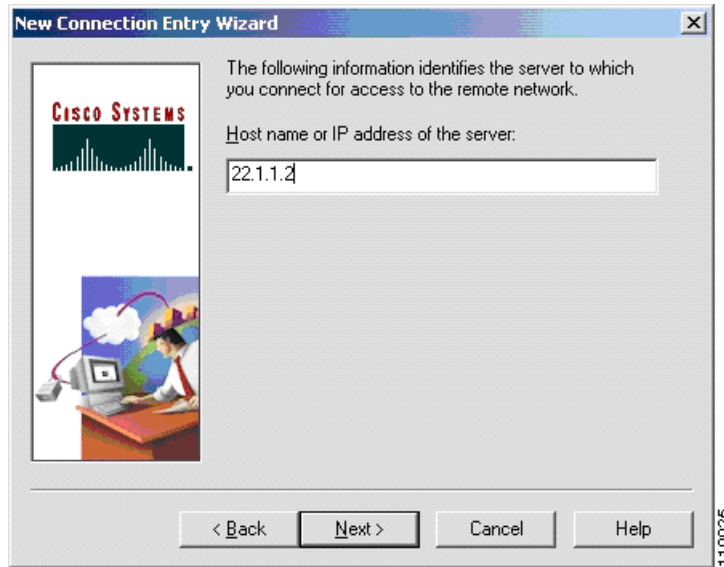 New Connection Entry Wizard
CISCO SYSTEMS
The following information identifies the server to which
you connect for access to the remote network.
Host name or IP address of the server:
22.1.1.2
< Back
Next >
Cancel
Help